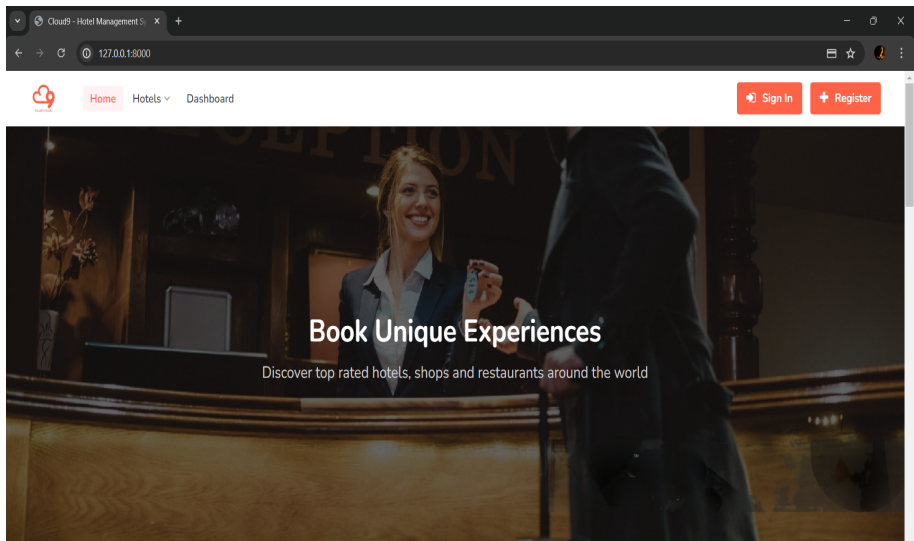 Cloud9 - Hotel Management Sy
127.0.0.1:8000
Home Hotels Dashboard Sign In Register
RECEPTION
Book Unique Experiences
Discover top rated hotels, shops and restaurants around the world